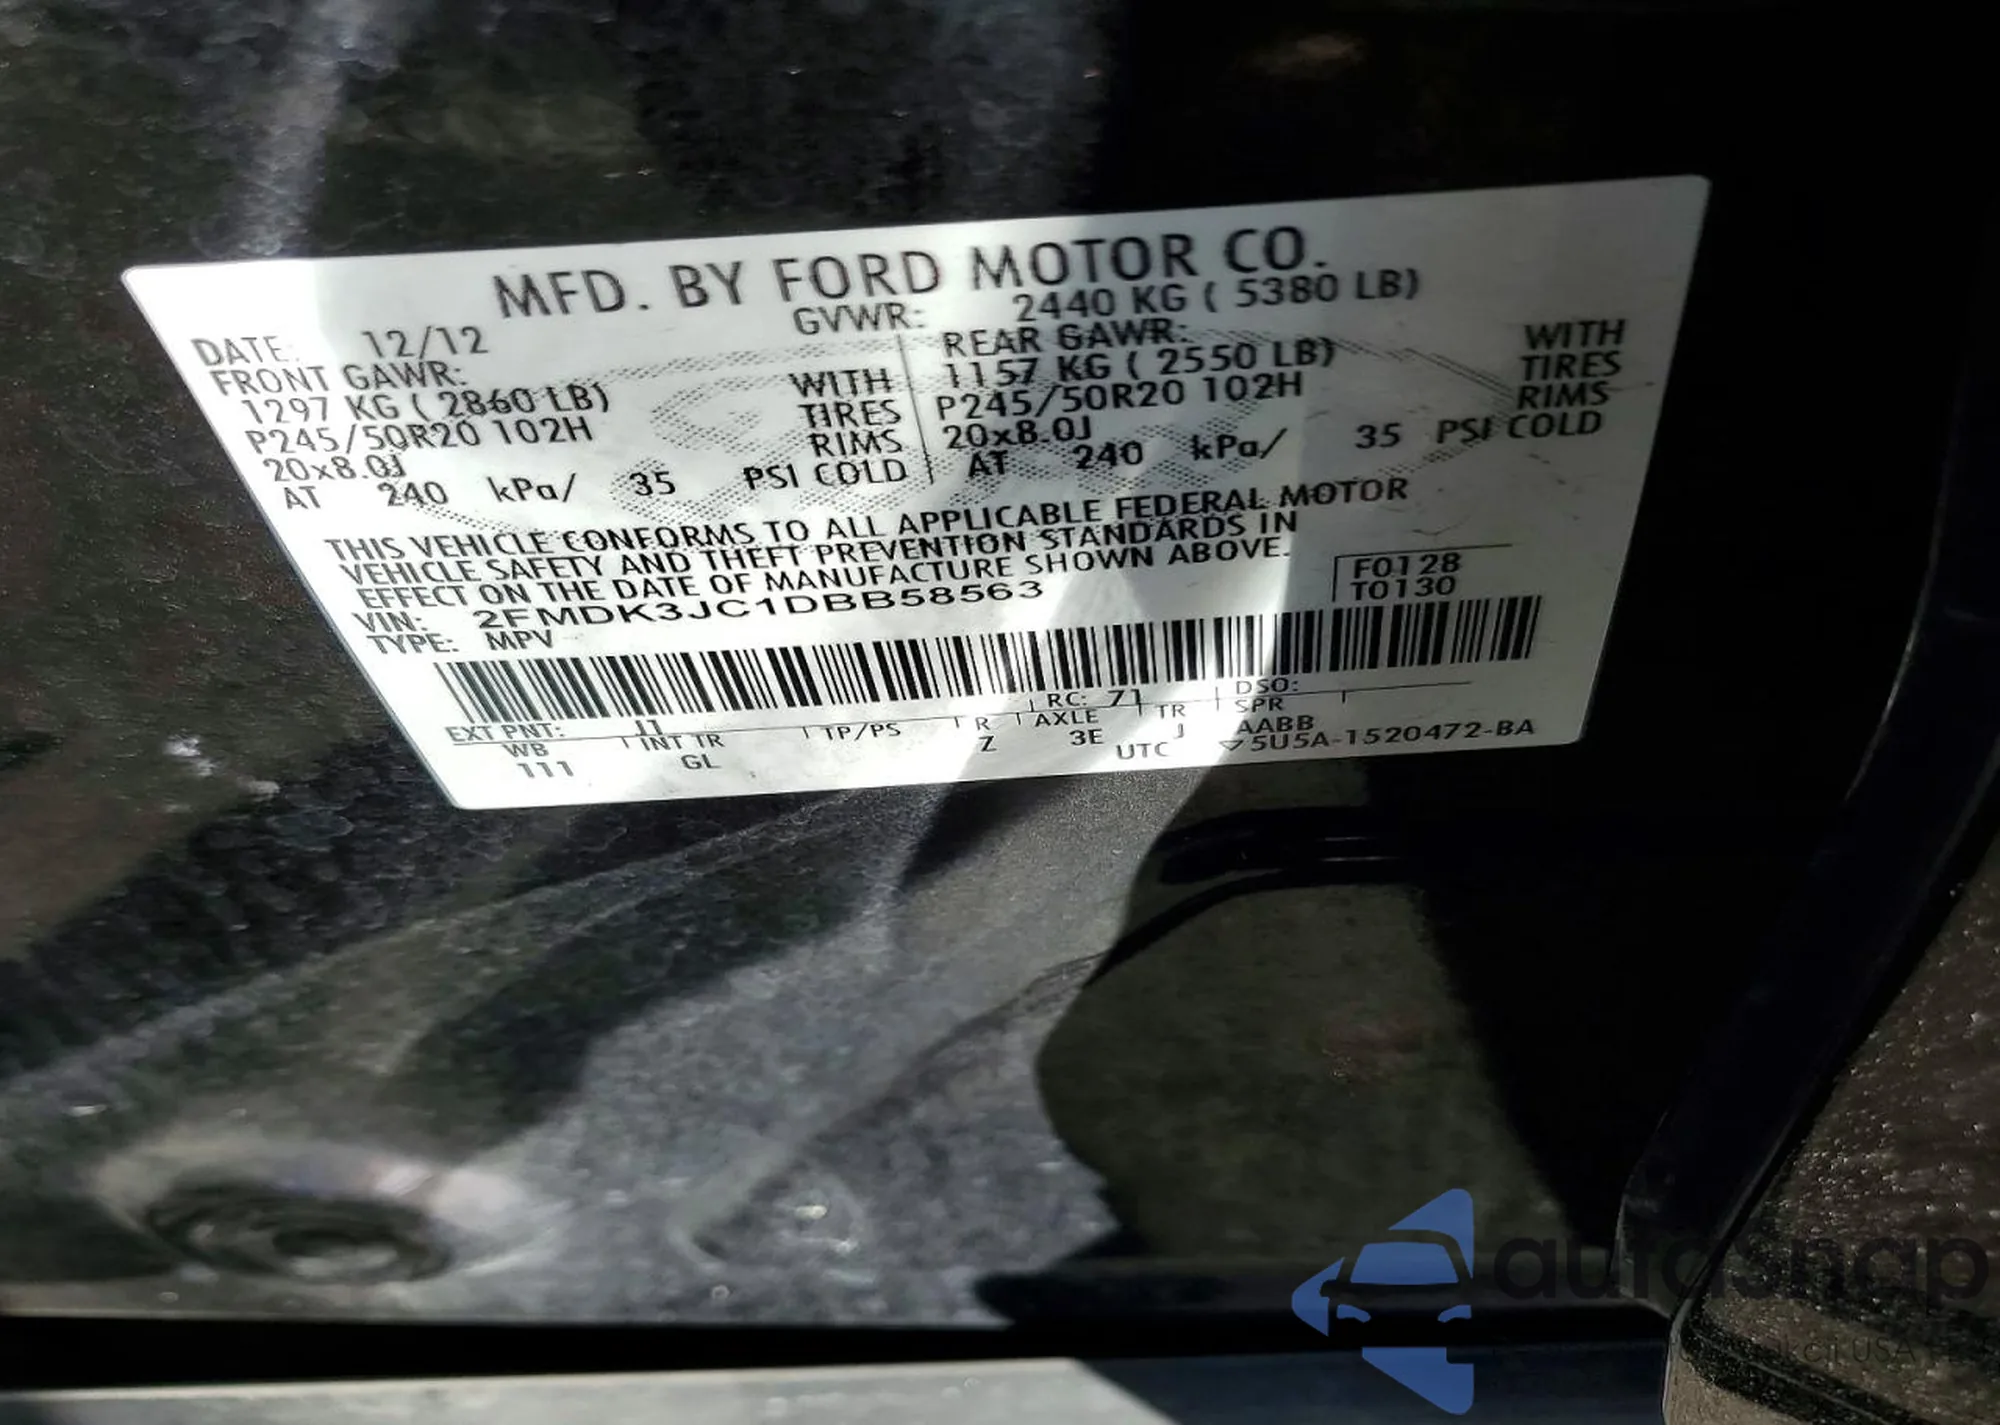 MFD. BY FORD MOTOR CO.
DATE: 12/12 GVWR: 2440 KG ( 5380 LB)
FRONT GAWR: REAR GAWR:
1297 KG ( 2860 LB) WITH 1157 KG ( 2550 LB) WITH
P245/50R20 102H TIRES P245/50R20 102H TIRES
20x8.0J RIMS 20x8.0J RIMS
AT 240 kPa/ 35 PSI COLD AT 240 kPa/ 35 PSI COLD
THIS VEHICLE CONFORMS TO ALL APPLICABLE FEDERAL MOTOR
VEHICLE SAFETY AND THEFT PREVENTION STANDARDS IN
EFFECT ON THE DATE OF MANUFACTURE SHOWN ABOVE.
VIN: 2FMDK3JC1DBB58563 F0128
TYPE: MPV T0130
EXT PNT: J1 RC: 71 DSO:
WB INT TR TP/PS R AXLE TR SPR
111 GL Z 3E J AABB
UTC ▽5U5A-1520472-BA
autosnap
USA